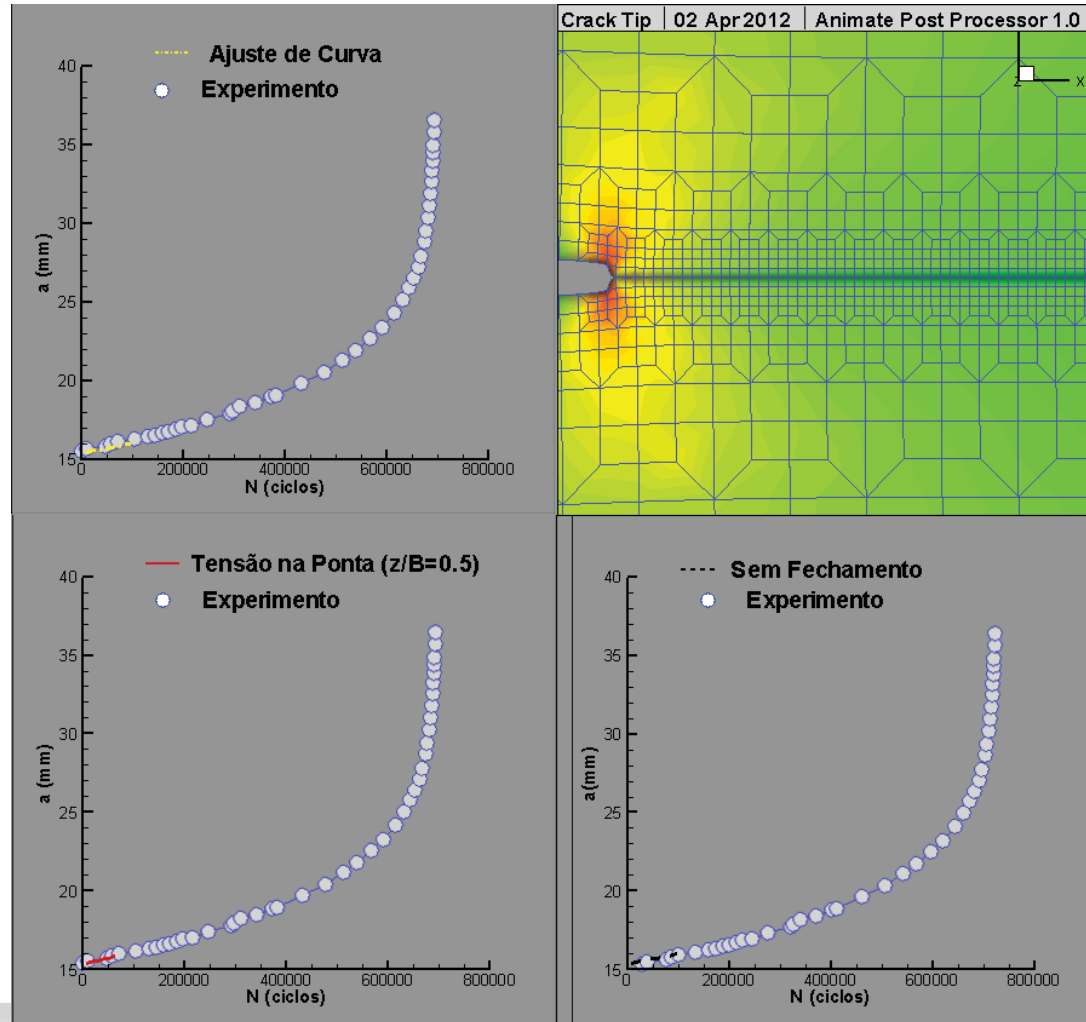 Ajuste de Curva
Experimento
40
35
30
25
20
15
a (mm)
0
200000
400000
600000
800000
N (ciclos)
Crack Tip | 02 Apr 2012 | Animate Post Processor 1.0
Z
X
Tensão na Ponta (z/B=0.5)
Experimento
40
35
30
25
20
15
a (mm)
0
200000
400000
600000
800000
N (ciclos)
Sem Fechamento
Experimento
40
35
30
25
20
15
a(mm)
0
200000
400000
600000
800000
N (ciclos)